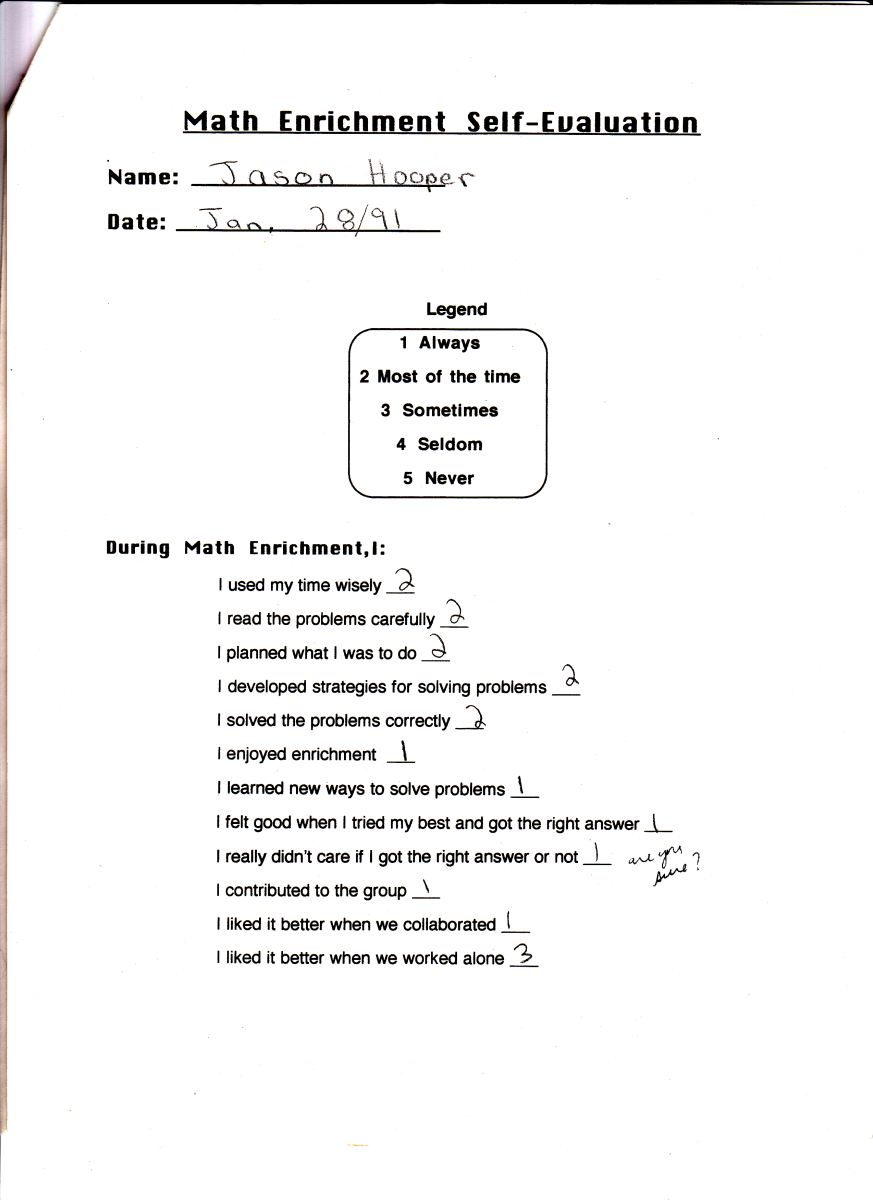 Math Enrichment Self-Evaluation
Name: Jason Hooper
Date: Jan. 28/91
Legend
1 Always
2 Most of the time
3 Sometimes
4 Seldom
5 Never
During Math Enrichment,I:
I used my time wisely 2
I read the problems carefully 2
I planned what I was to do 2
I developed strategies for solving problems 2
I solved the problems correctly 2
I enjoyed enrichment 1
I learned new ways to solve problems 1
I felt good when I tried my best and got the right answer 1
I really didn't care if I got the right answer or not 1 are you
sure?
I contributed to the group 1
I liked it better when we collaborated 1
I liked it better when we worked alone 3